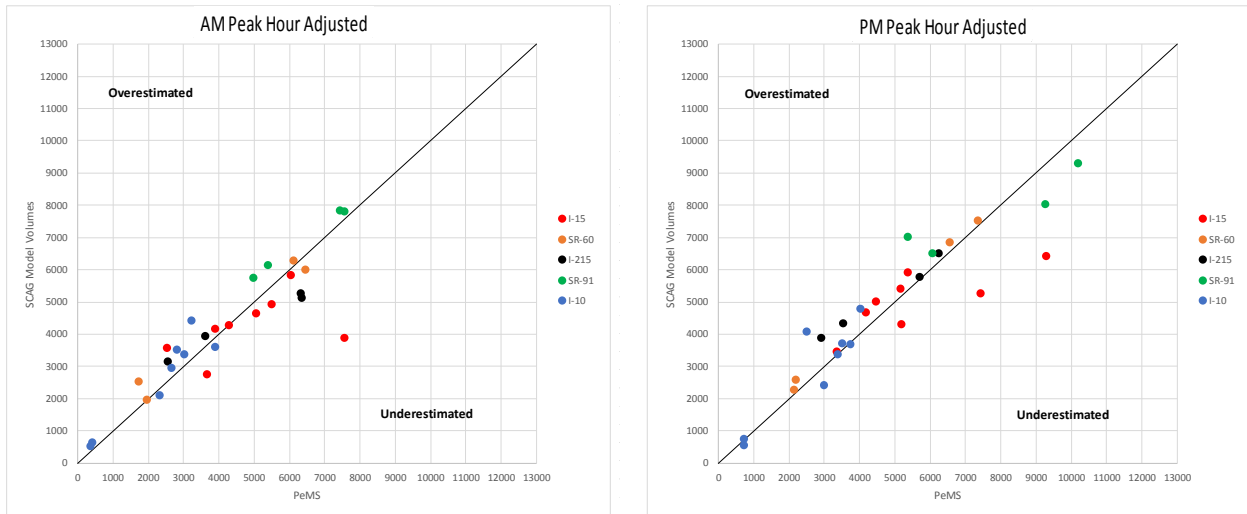 AM Peak Hour Adjusted
13000
12000
11000
10000
9000
8000
7000
6000
5000
4000
3000
2000
1000
0
SCAG Model Volumes
Overestimated
Underestimated
0 1000 2000 3000 4000 5000 6000 7000 8000 9000 10000 11000 12000 13000
PeMS
I-15
SR-60
I-215
SR-91
I-10
PM Peak Hour Adjusted
13000
12000
11000
10000
9000
8000
7000
6000
5000
4000
3000
2000
1000
0
SCAG Model Volumes
Overestimated
Underestimated
0 1000 2000 3000 4000 5000 6000 7000 8000 9000 10000 11000 12000 13000
PeMS
I-15
SR-60
I-215
SR-91
I-10